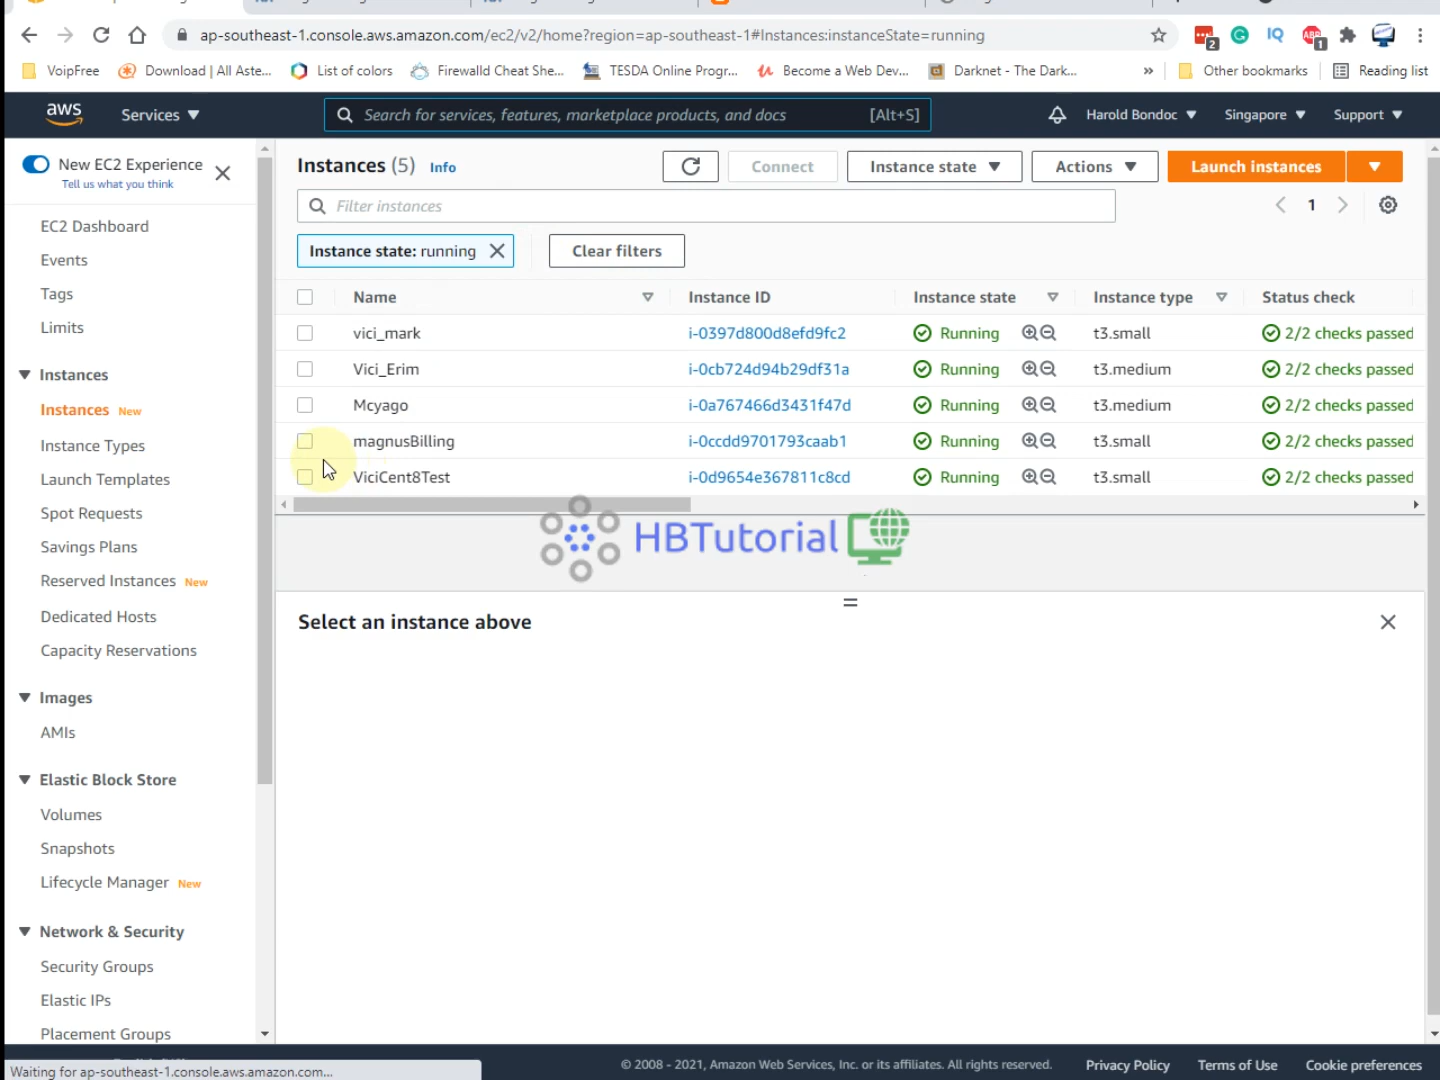 ap-southeast-1.console.aws.amazon.com/ec2/v2/home?region=ap-southeast-1#Instances:instanceState=running
2
IQ
ABP
1
VoipFree
Download | All Aste...
List of colors
Firewalld Cheat She...
TESDA Online Progr...
Become a Web Dev...
Darknet - The Dark...
»
Other bookmarks
Reading list
aws
Services ▼
Search for services, features, marketplace products, and docs
[Alt+S]
Harold Bondoc ▼
Singapore ▼
Support ▼
New EC2 Experience
Tell us what you think
EC2 Dashboard
Events
Tags
Limits
Instances
Instances New
Instance Types
Launch Templates
Spot Requests
Savings Plans
Reserved Instances New
Dedicated Hosts
Capacity Reservations
Images
AMIs
Elastic Block Store
Volumes
Snapshots
Lifecycle Manager New
Network & Security
Security Groups
Elastic IPs
Placement Groups
Instances (5) Info
Connect
Instance state ▼
Actions ▼
Launch instances
Filter instances
1
Instance state: running
Clear filters
Name Instance ID Instance state Instance type Status check
vici_mark i-0397d800d8efd9fc2 Running t3.small 2/2 checks passed
Vici_Erim i-0cb724d94b29df31a Running t3.medium 2/2 checks passed
Mcyago i-0a767466d3431f47d Running t3.medium 2/2 checks passed
magnusBilling i-0ccdd9701793caab1 Running t3.small 2/2 checks passed
ViciCent8Test i-0d9654e367811c8cd Running t3.small 2/2 checks passed
HBTutorial
Select an instance above
Waiting for ap-southeast-1.console.aws.amazon.com...
© 2008 - 2021, Amazon Web Services, Inc. or its affiliates. All rights reserved.
Privacy Policy
Terms of Use
Cookie preferences